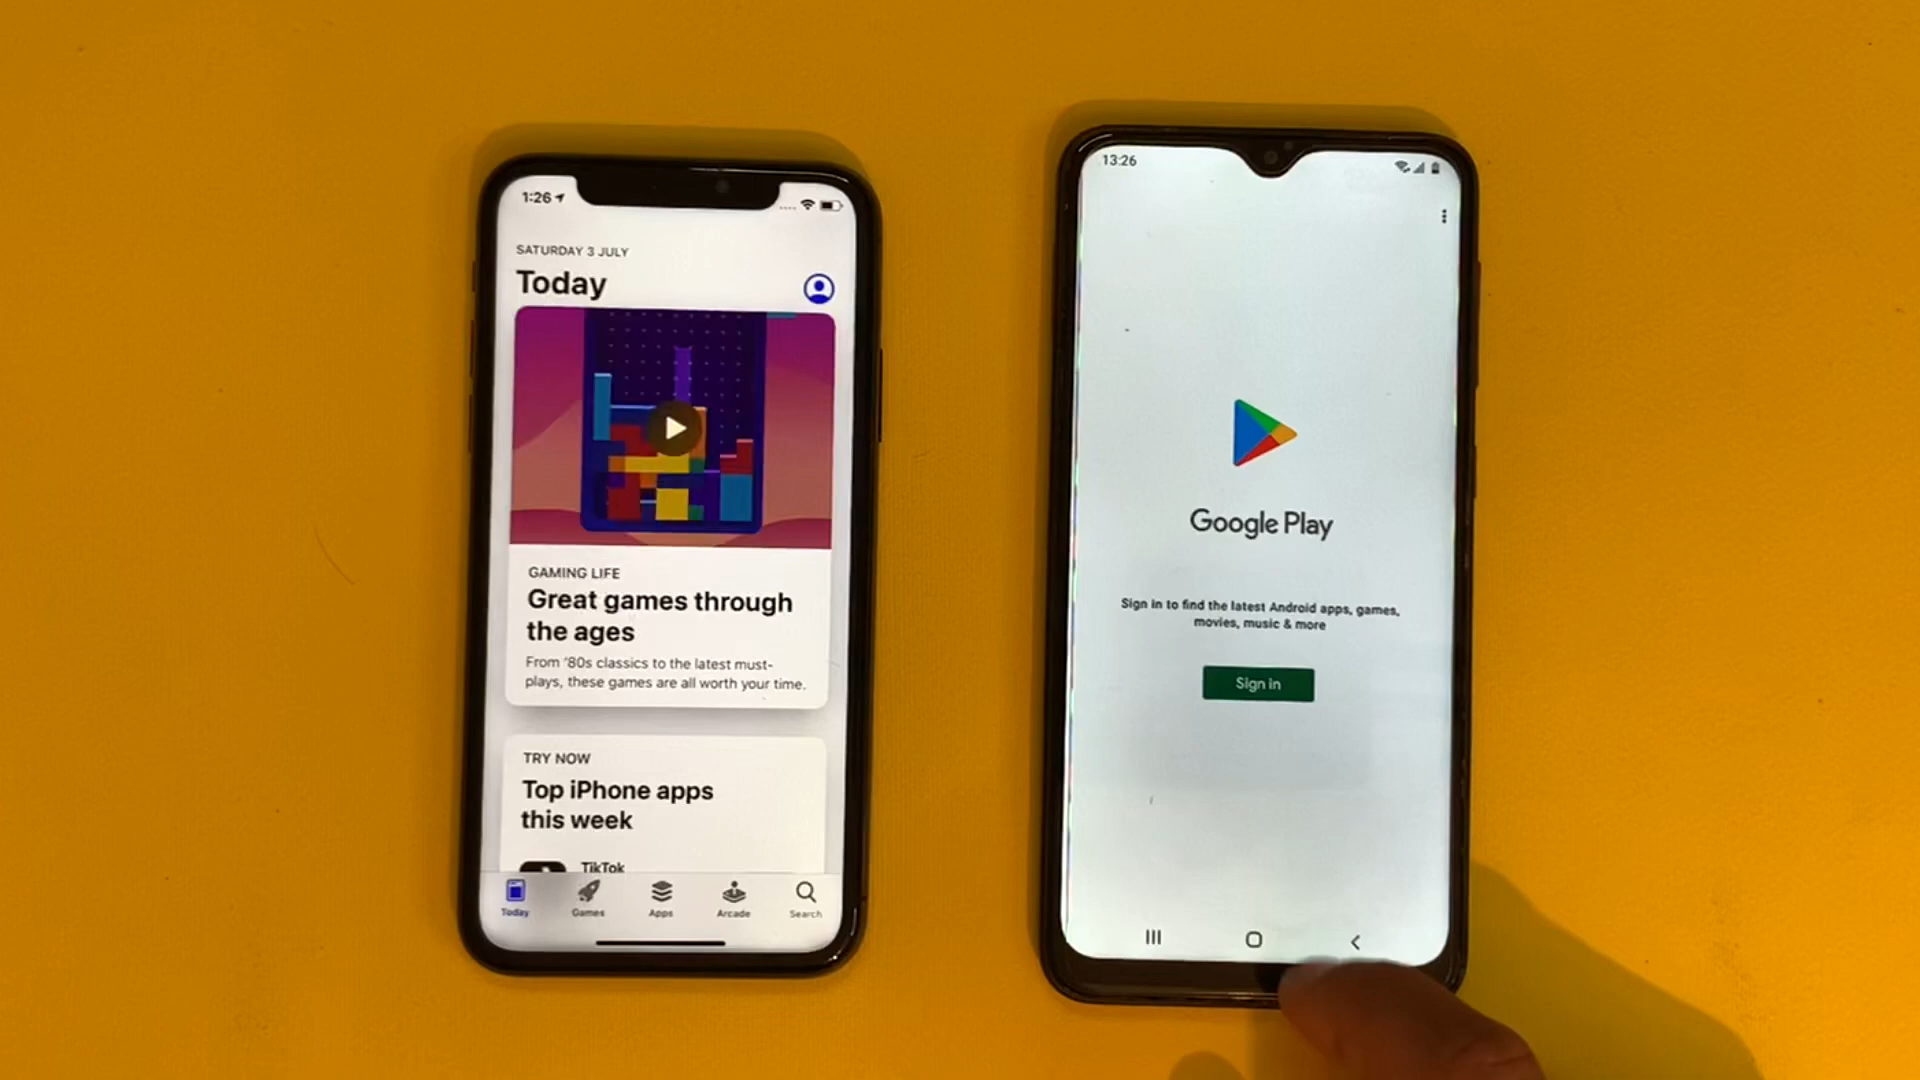 1:26
SATURDAY 3 JULY
Today
GAMING LIFE
Great games through
the ages
From '80s classics to the latest must-
plays, these games are all worth your time.
TRY NOW
Top iPhone apps
this week
TikTok
Today Games Apps Arcade Search
13:26
Google Play
Sign in to find the latest Android apps, games,
movies, music & more
Sign in